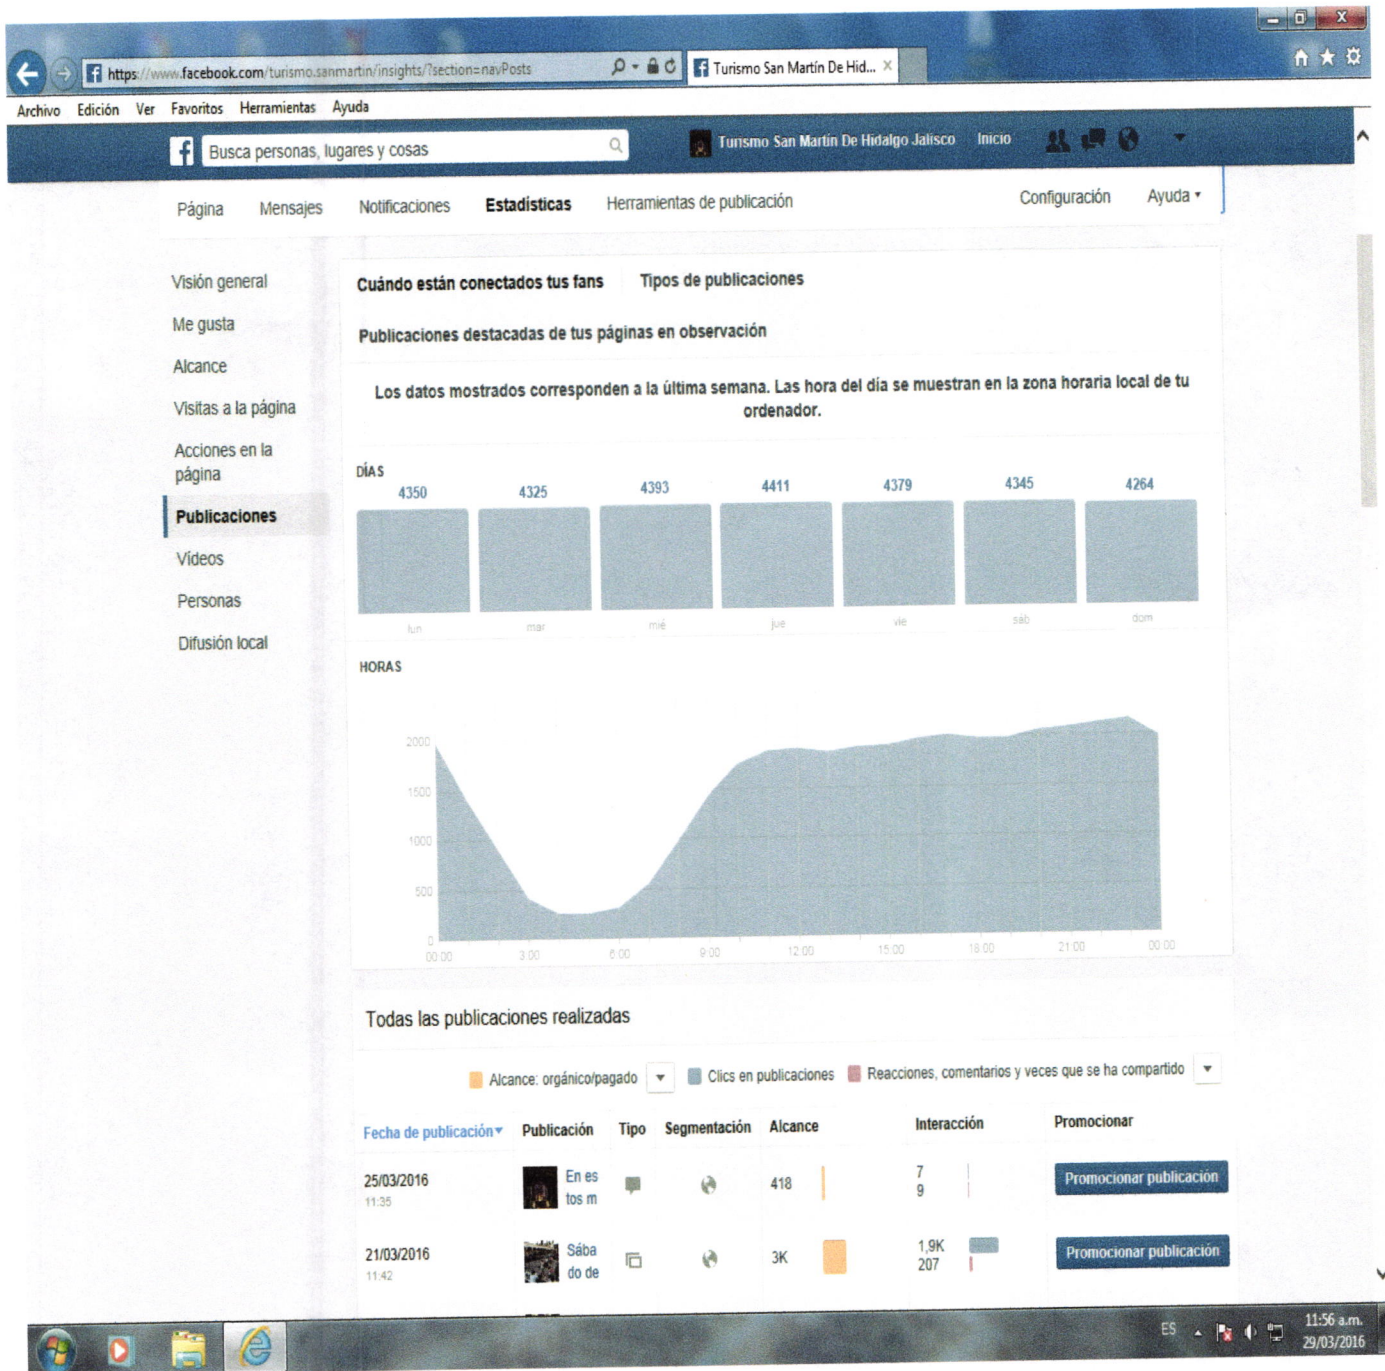 https://www.facebook.com/turismo.sanmartin/insights/?section=navPosts
Turismo San Martín De Hid...
Archivo Edición Ver Favoritos Herramientas Ayuda
Busca personas, lugares y cosas
Turismo San Martín De Hidalgo Jalisco Inicio
Página Mensajes Notificaciones Estadísticas Herramientas de publicación Configuración Ayuda
Visión general
Me gusta
Alcance
Visitas a la página
Acciones en la
página
Publicaciones
Vídeos
Personas
Difusión local
Cuándo están conectados tus fans Tipos de publicaciones
Publicaciones destacadas de tus páginas en observación
Los datos mostrados corresponden a la última semana. Las hora del día se muestran en la zona horaria local de tu
ordenador.
DÍAS
4350 4325 4393 4411 4379 4345 4264
lun mar mié jue vie sáb dom
HORAS
2000
1500
1000
500
0
00:00 3:00 6:00 9:00 12:00 15:00 18:00 21:00 00:00
Todas las publicaciones realizadas
Alcance: orgánico/pagado Clics en publicaciones Reacciones, comentarios y veces que se ha compartido
Fecha de publicación Publicación Tipo Segmentación Alcance Interacción Promocionar
25/03/2016 En es 418 7 Promocionar publicación
11:35 tos m 9
21/03/2016 Sába 3K 1,9K Promocionar publicación
11:42 do de 207
ES 11:56 a.m.
29/03/2016